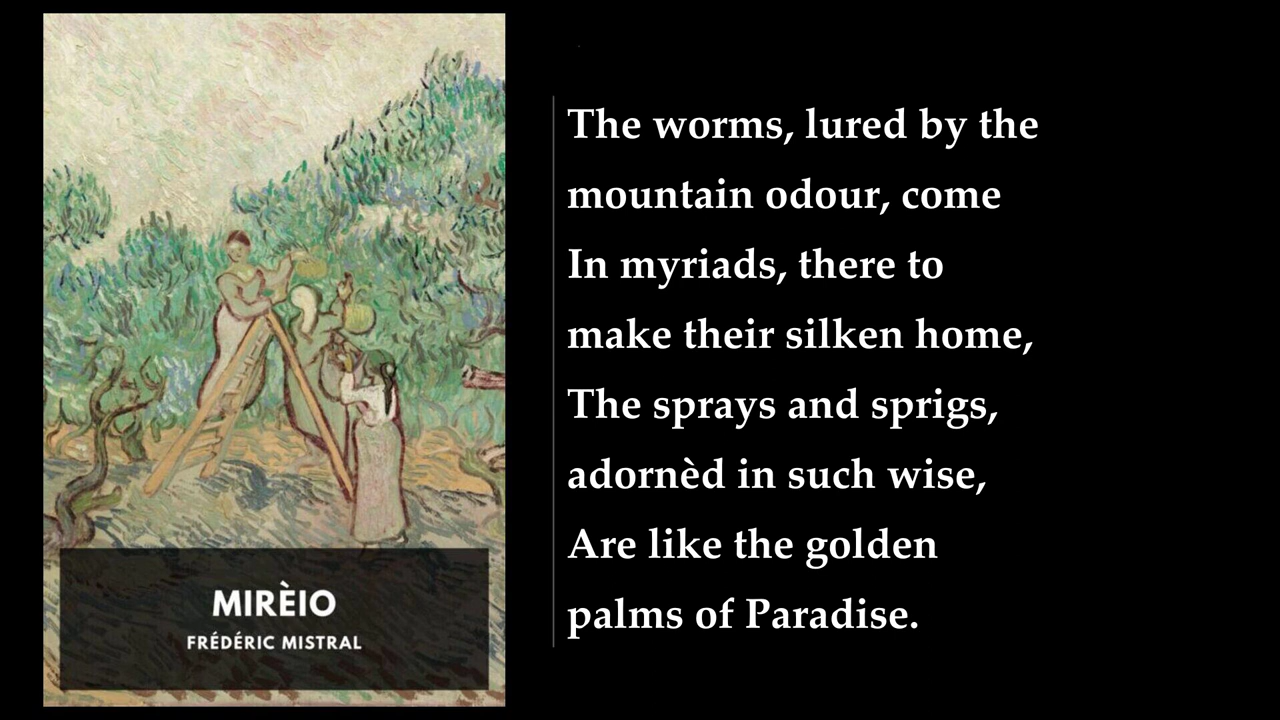 MIRÈIO
FRÉDÉRIC MISTRAL
The worms, lured by the
mountain odour, come
In myriads, there to
make their silken home,
The sprays and sprigs,
adornèd in such wise,
Are like the golden
palms of Paradise.